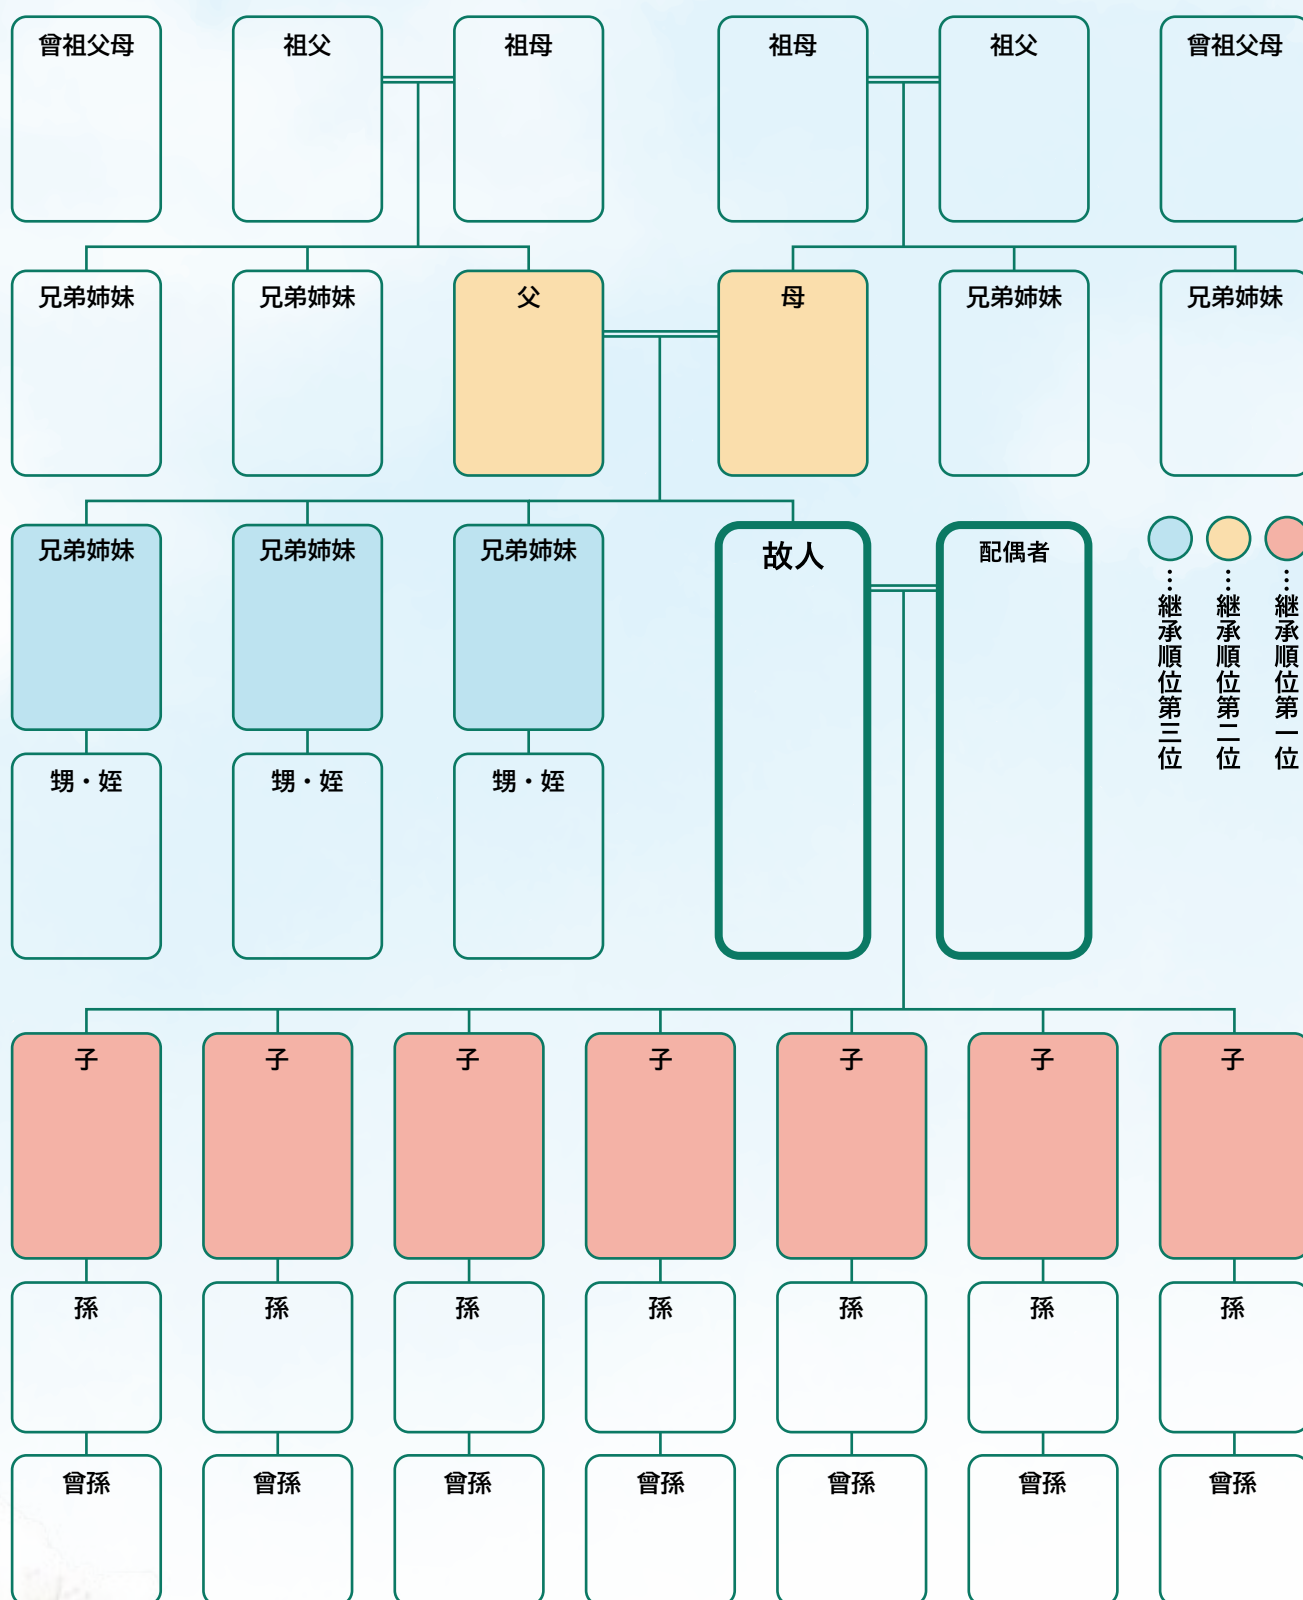 曾祖父母
祖父
祖母
祖母
祖父
曾祖父母
兄弟姉妹
兄弟姉妹
父
母
兄弟姉妹
兄弟姉妹
兄弟姉妹
兄弟姉妹
兄弟姉妹
故人
配偶者
…継承順位第一位
…継承順位第二位
…継承順位第三位
甥・姪
甥・姪
甥・姪
子
子
子
子
子
子
子
孫
孫
孫
孫
孫
孫
孫
曾孫
曾孫
曾孫
曾孫
曾孫
曾孫
曾孫